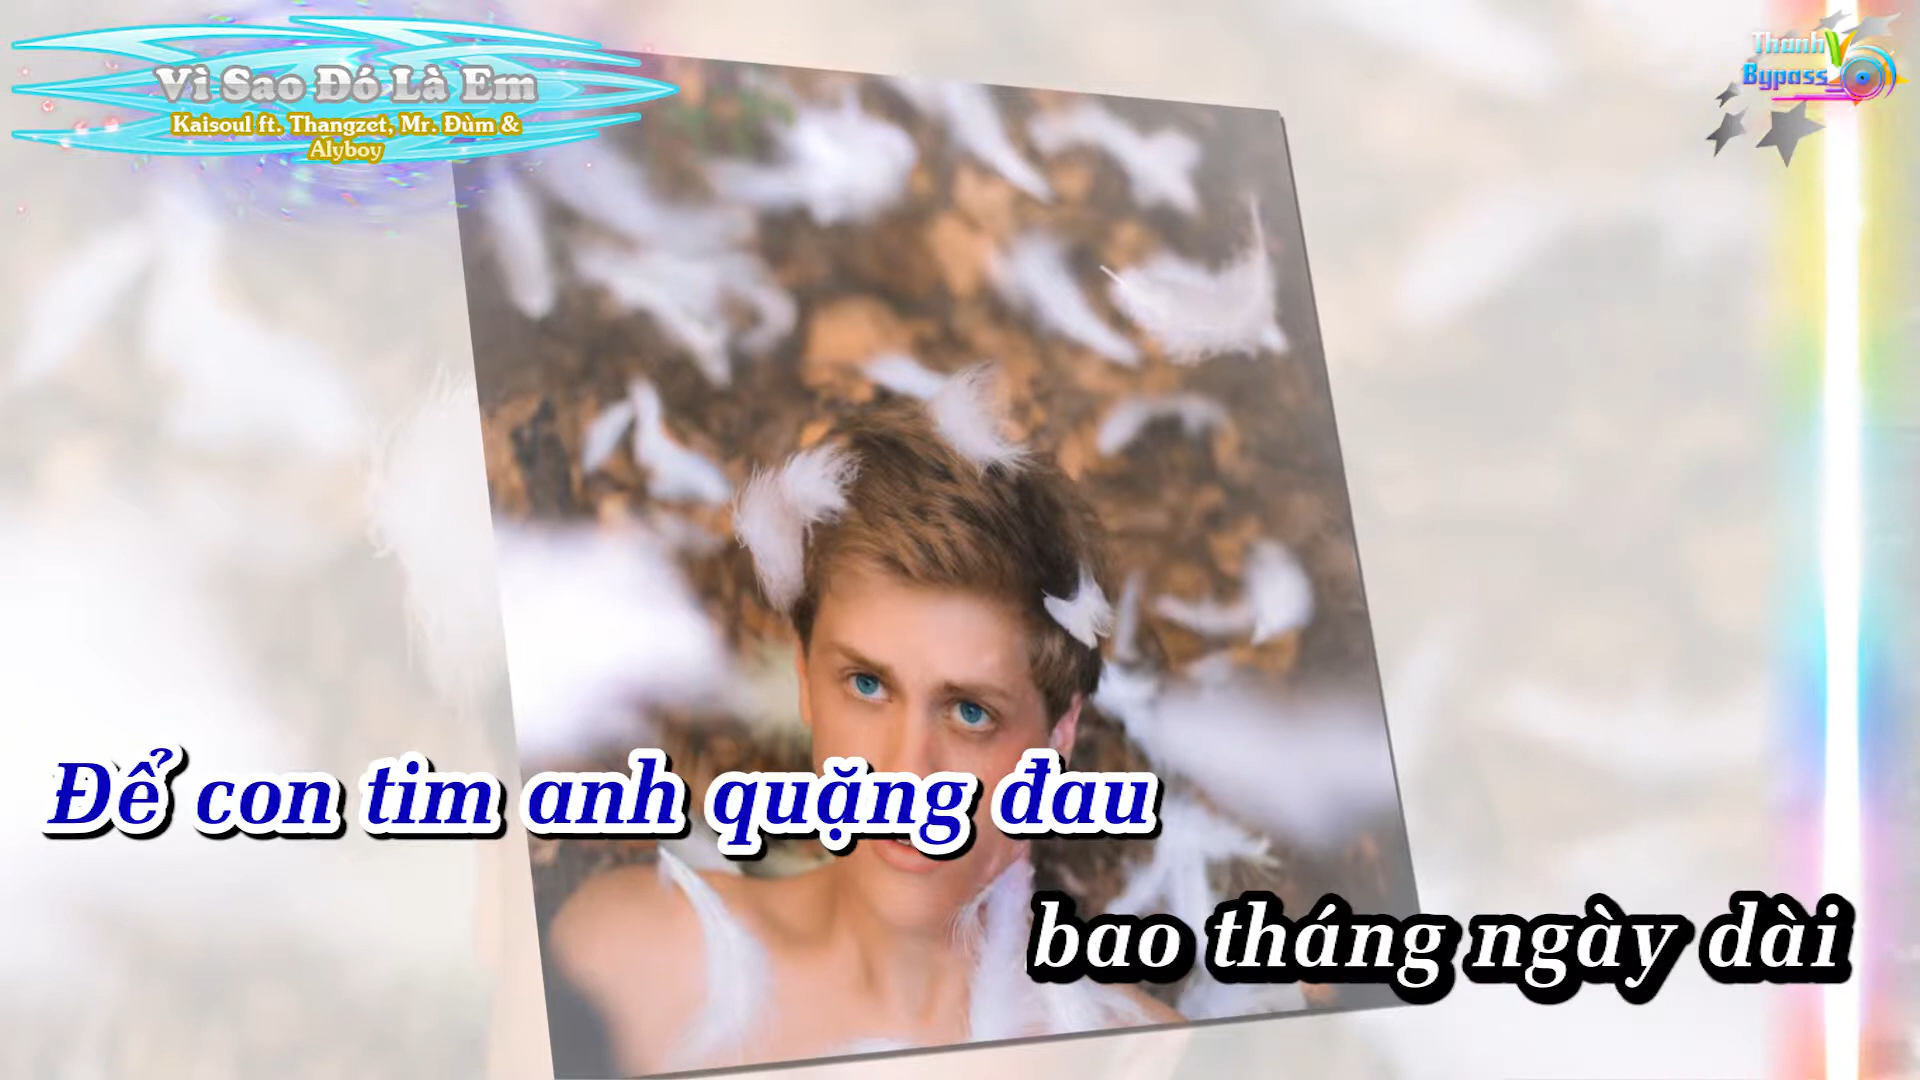 Vì Sao Đó Là Em
Kaisoul ft. Thangzet, Mr. Đùm &
Alyboy
Thanh
Bypass
Để con tim anh quặng đau
bao tháng ngày dài